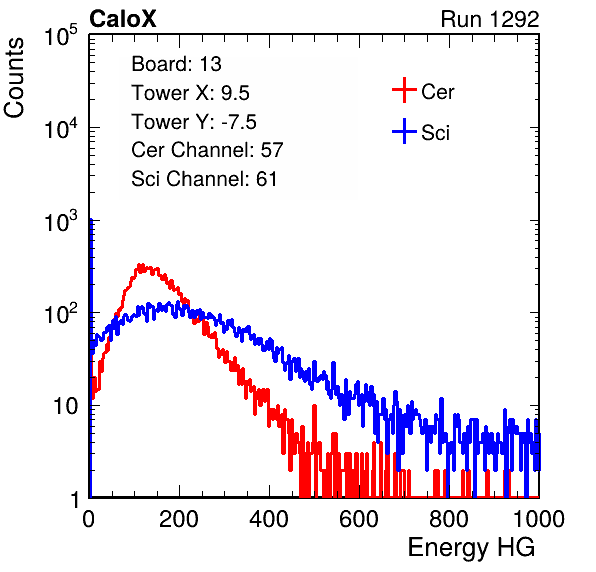 CaloX Run 1292
Counts
10^5
10^4
10^3
10^2
10
1
Board: 13
Tower X: 9.5
Tower Y: -7.5
Cer Channel: 57
Sci Channel: 61
Cer
Sci
0 200 400 600 800 1000
Energy HG